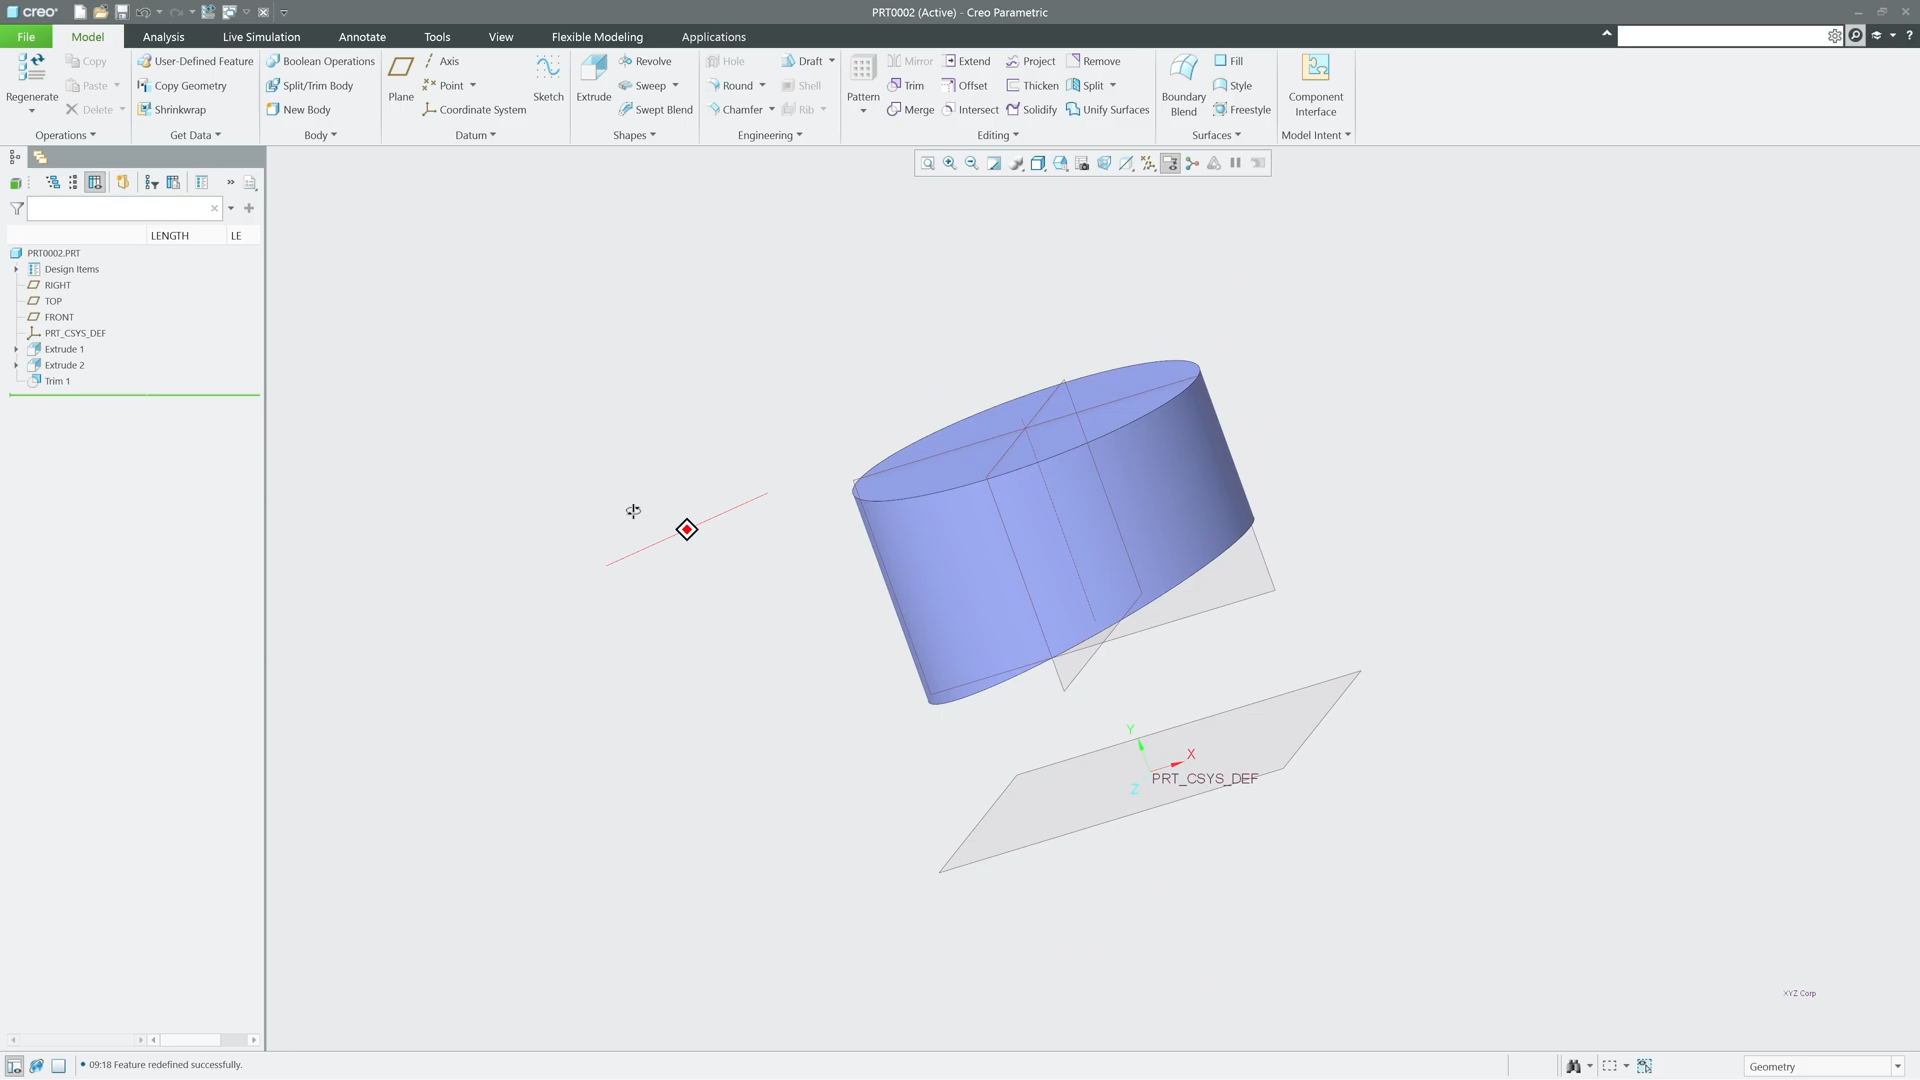 creo
PRT0002 (Active) - Creo Parametric
File Model Analysis Live Simulation Annotate Tools View Flexible Modeling Applications
Regenerate
Copy
Paste
Delete
Operations
User-Defined Feature
Copy Geometry
Shrinkwrap
Get Data
Boolean Operations
Split/Trim Body
New Body
Body
Plane
Axis
Point
Coordinate System
Sketch
Datum
Extrude
Revolve
Sweep
Swept Blend
Shapes
Hole
Round
Chamfer
Draft
Shell
Rib
Engineering
Pattern
Mirror
Trim
Merge
Extend
Offset
Intersect
Project
Thicken
Solidify
Remove
Split
Unify Surfaces
Editing
Boundary
Blend
Fill
Style
Freestyle
Surfaces
Component
Interface
Model Intent
LENGTH LE
PRT0002.PRT
Design Items
RIGHT
TOP
FRONT
PRT_CSYS_DEF
Extrude 1
Extrude 2
Trim 1
Y
X
PRT_CSYS_DEF
Z
XYZ Corp
• 09:18 Feature redefined successfully.
Geometry